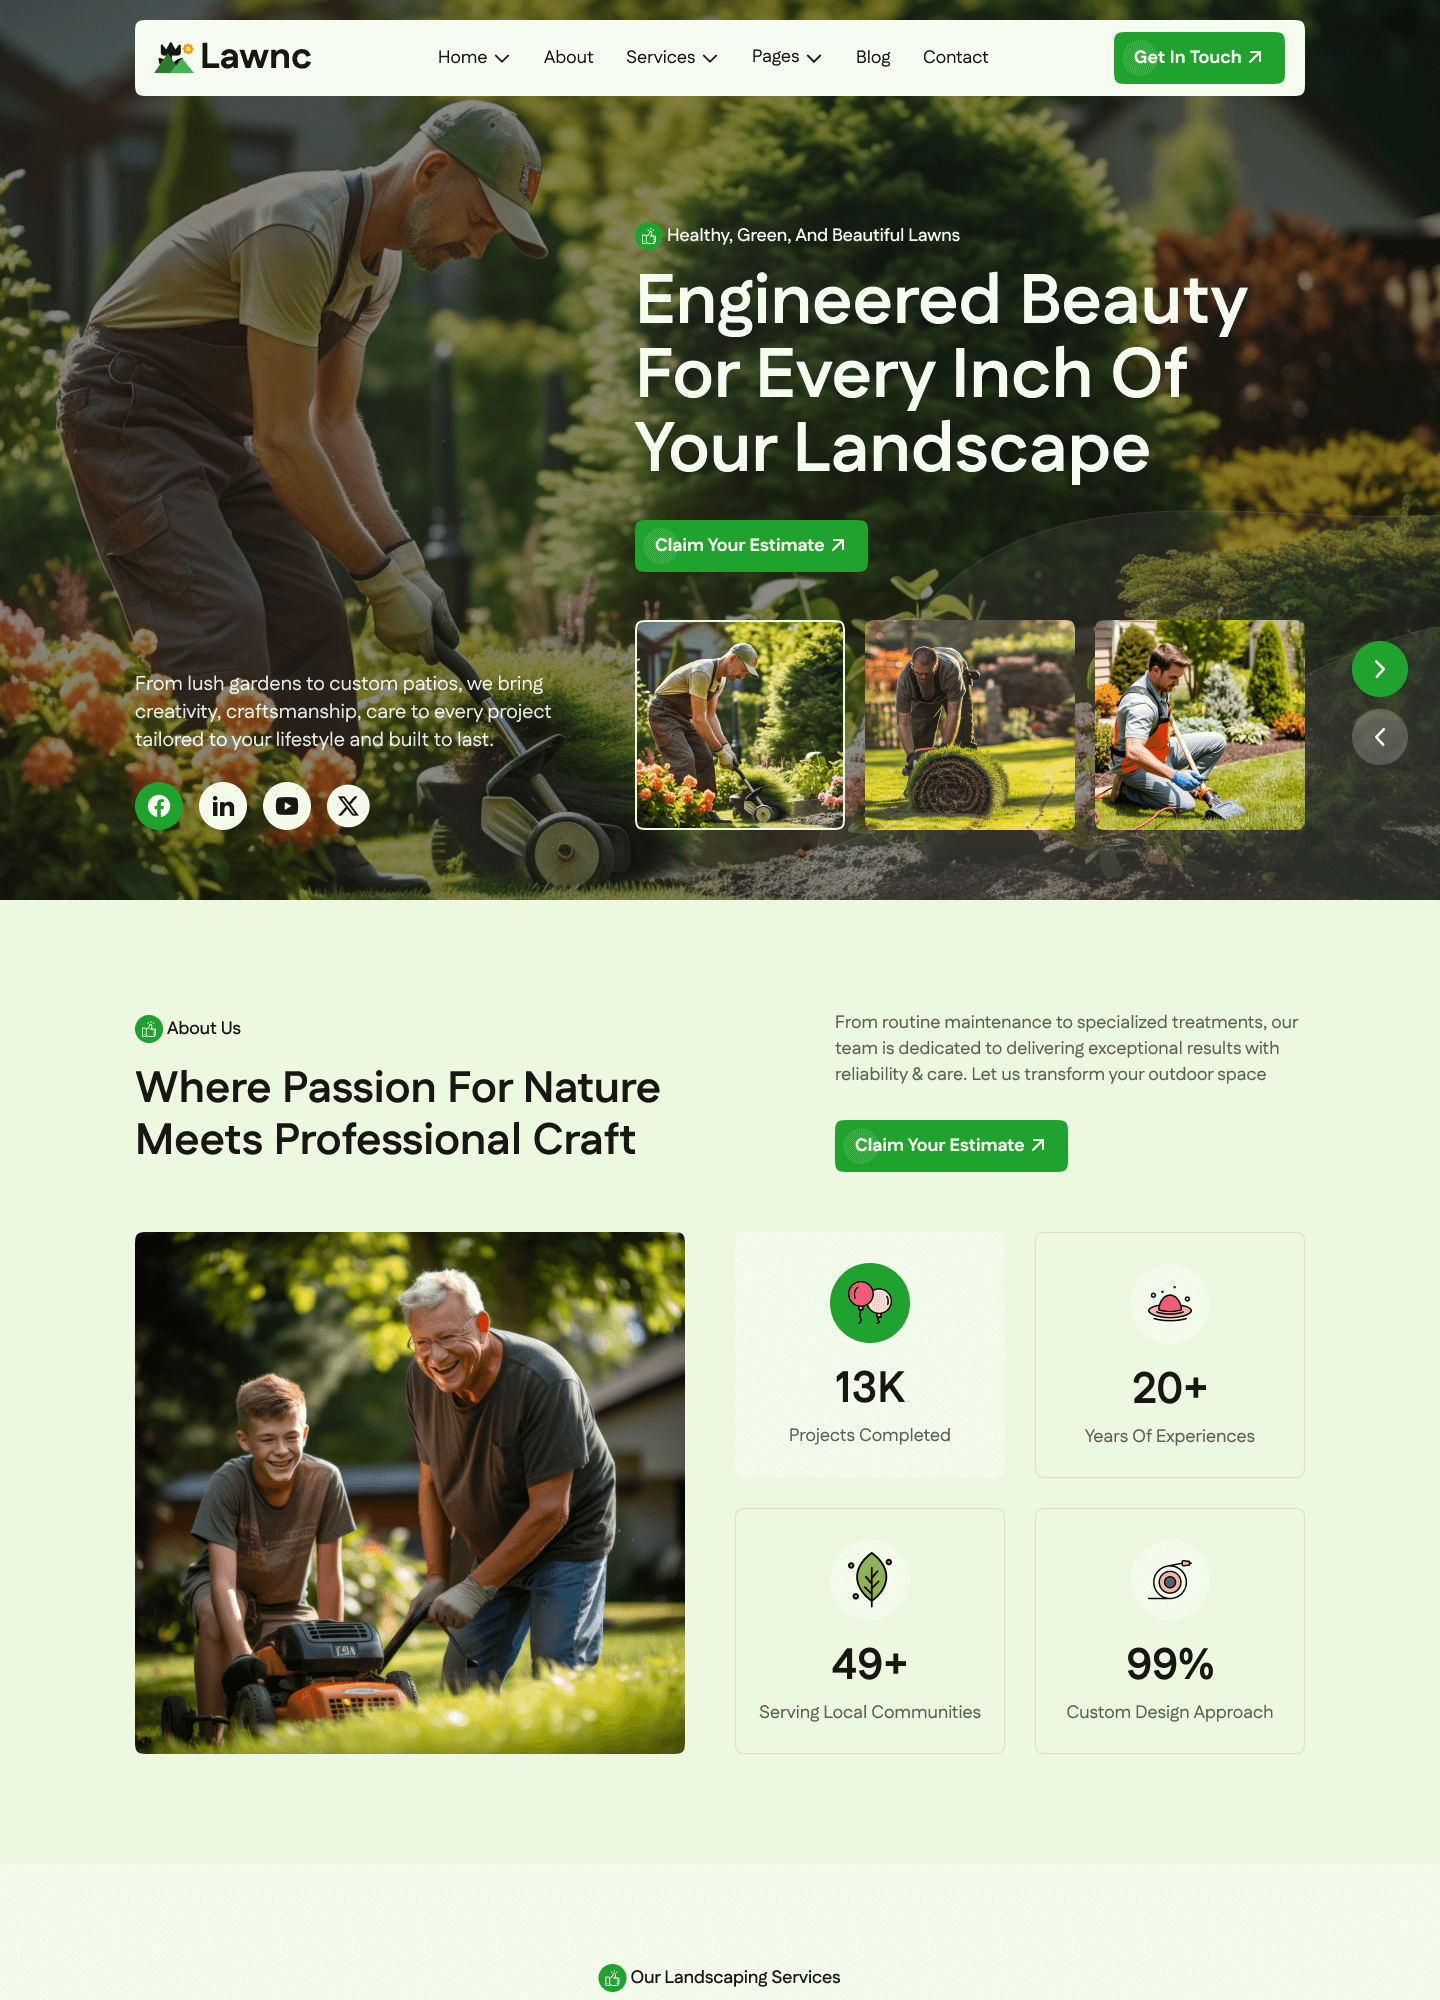 Lawnc
Home
About
Services
Pages
Blog
Contact
Get In Touch
Healthy, Green, And Beautiful Lawns
Engineered Beauty
For Every Inch Of
Your Landscape
Claim Your Estimate
From lush gardens to custom patios, we bring
creativity, craftsmanship, care to every project
tailored to your lifestyle and built to last.
About Us
Where Passion For Nature
Meets Professional Craft
From routine maintenance to specialized treatments, our
team is dedicated to delivering exceptional results with
reliability & care. Let us transform your outdoor space
Claim Your Estimate
13K
Projects Completed
20+
Years Of Experiences
49+
Serving Local Communities
99%
Custom Design Approach
Our Landscaping Services